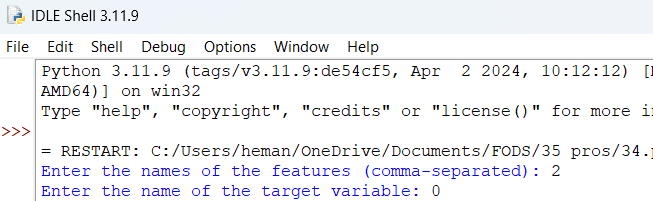 IDLE Shell 3.11.9
File Edit Shell Debug Options Window Help
Python 3.11.9 (tags/v3.11.9:de54cf5, Apr  2 2024, 10:12:12) [
AMD64)] on win32
Type "help", "copyright", "credits" or "license()" for more
>>>
= RESTART: C:/Users/heman/OneDrive/Documents/FODS/35 pros/34.
Enter the names of the features (comma-separated): 2
Enter the name of the target variable: 0